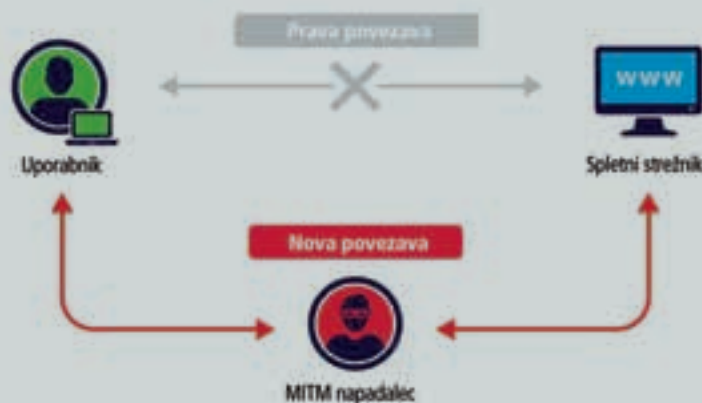 Prava povezava
www
Uporabnik
Spletni strežnik
Nova povezava
MITM napadalec